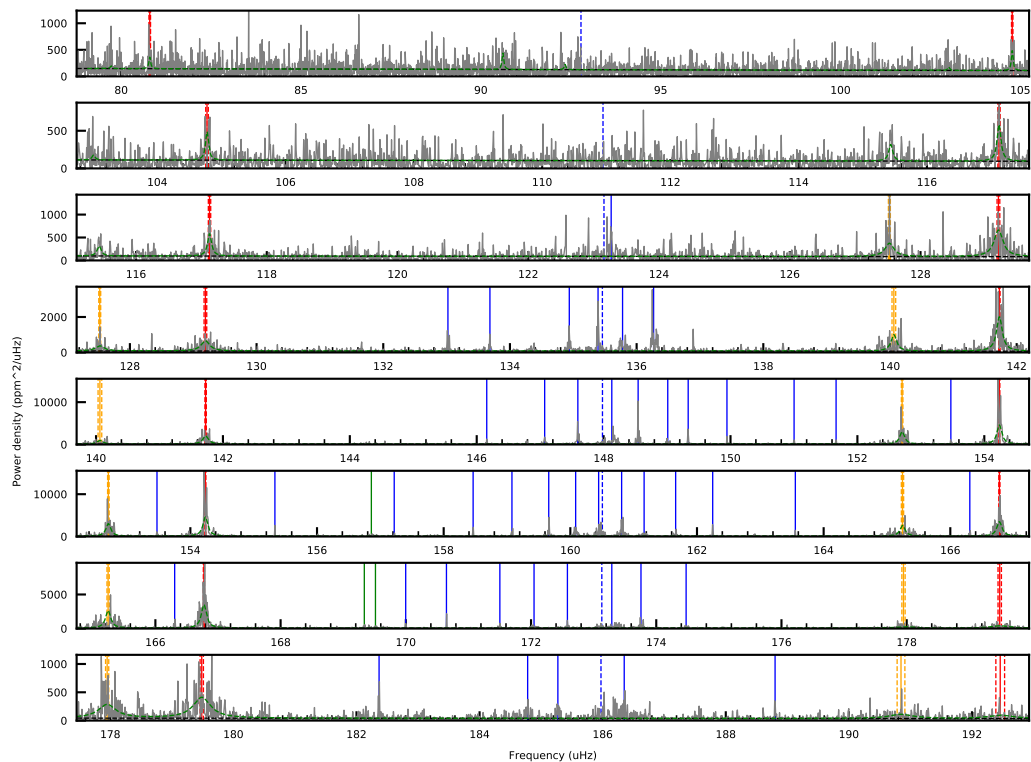 1000
500
0
80 85 90 95 100 105
500
0
104 106 108 110 112 114 116
1000
500
0
116 118 120 122 124 126 128
2000
0
128 130 132 134 136 138 140 142
10000
0
140 142 144 146 148 150 152 154
10000
0
154 156 158 160 162 164 166
5000
0
166 168 170 172 174 176 178
1000
500
0
178 180 182 184 186 188 190 192
Power density (ppm^2/uHz)
Frequency (uHz)